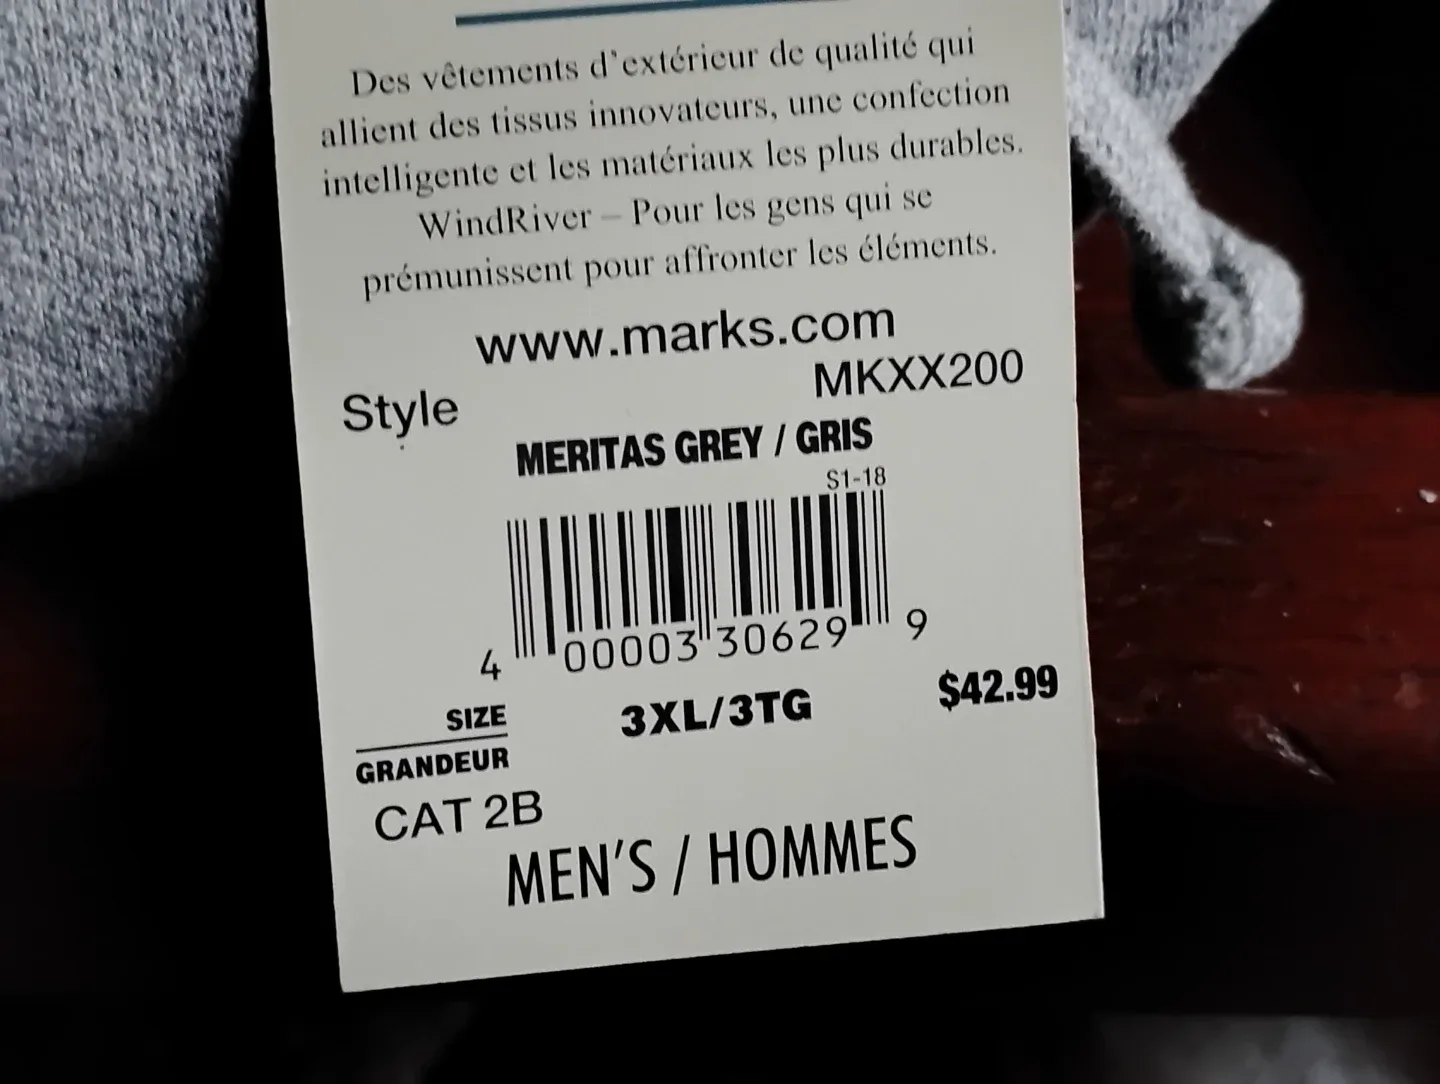 Des vêtements d'extérieur de qualité qui
allient des tissus innovateurs, une confection
intelligente et les matériaux les plus durables.
WindRiver – Pour les gens qui se
prémunissent pour affronter les éléments.
www.marks.com
Style MKXX200
MERITAS GREY / GRIS
S1-18
4 00003 30629 9
SIZE 3XL/3TG $42.99
GRANDEUR
CAT 2B
MEN'S / HOMMES